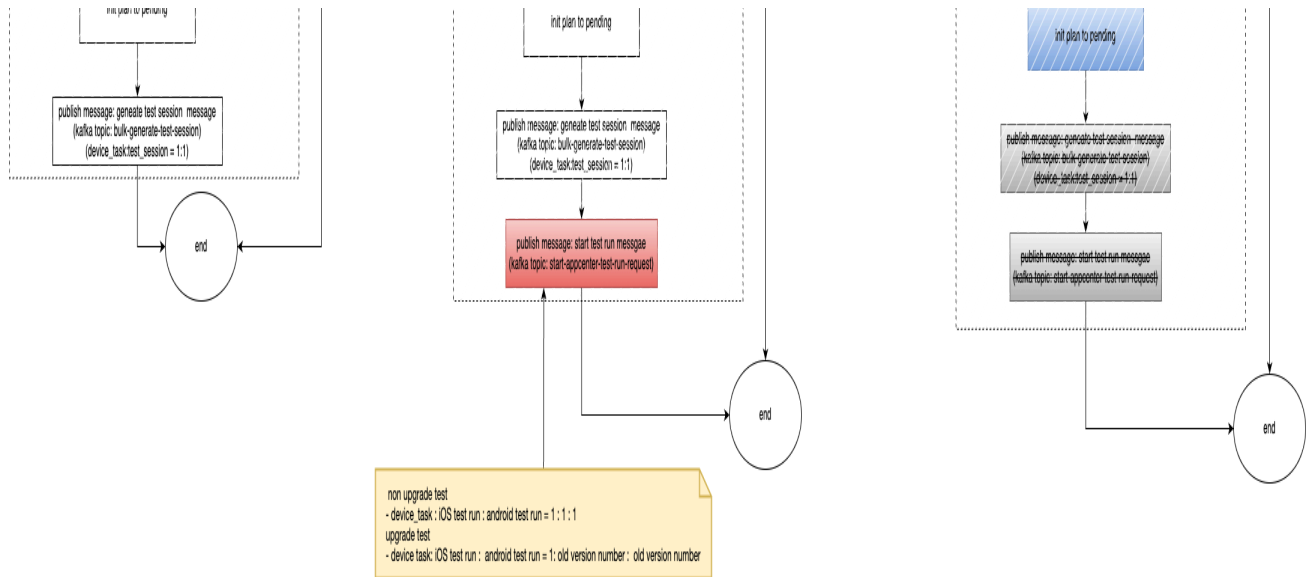 init plan to pending
publish message: geneate test session message
(kafka topic: bulk-generate-test-session)
(device_task:test_session = 1:1)
end
init plan to pending
publish message: geneate test session message
(kafka topic: bulk-generate-test-session)
(device_task:test_session = 1:1)
publish message: start test run messgae
(kafka topic: start-appcenter-test-run-request)
end
non upgrade test
- device_task : iOS test run : android test run = 1 : 1 : 1
upgrade test
- device task: iOS test run : android test run = 1: old version number : old version number
init plan to pending
publish message: geneate test session message
(kafka topic: bulk-generate-test-session)
(device_task:test_session = 1:1)
publish message: start test run messgae
(kafka topic: start-appcenter-test-run-request)
end